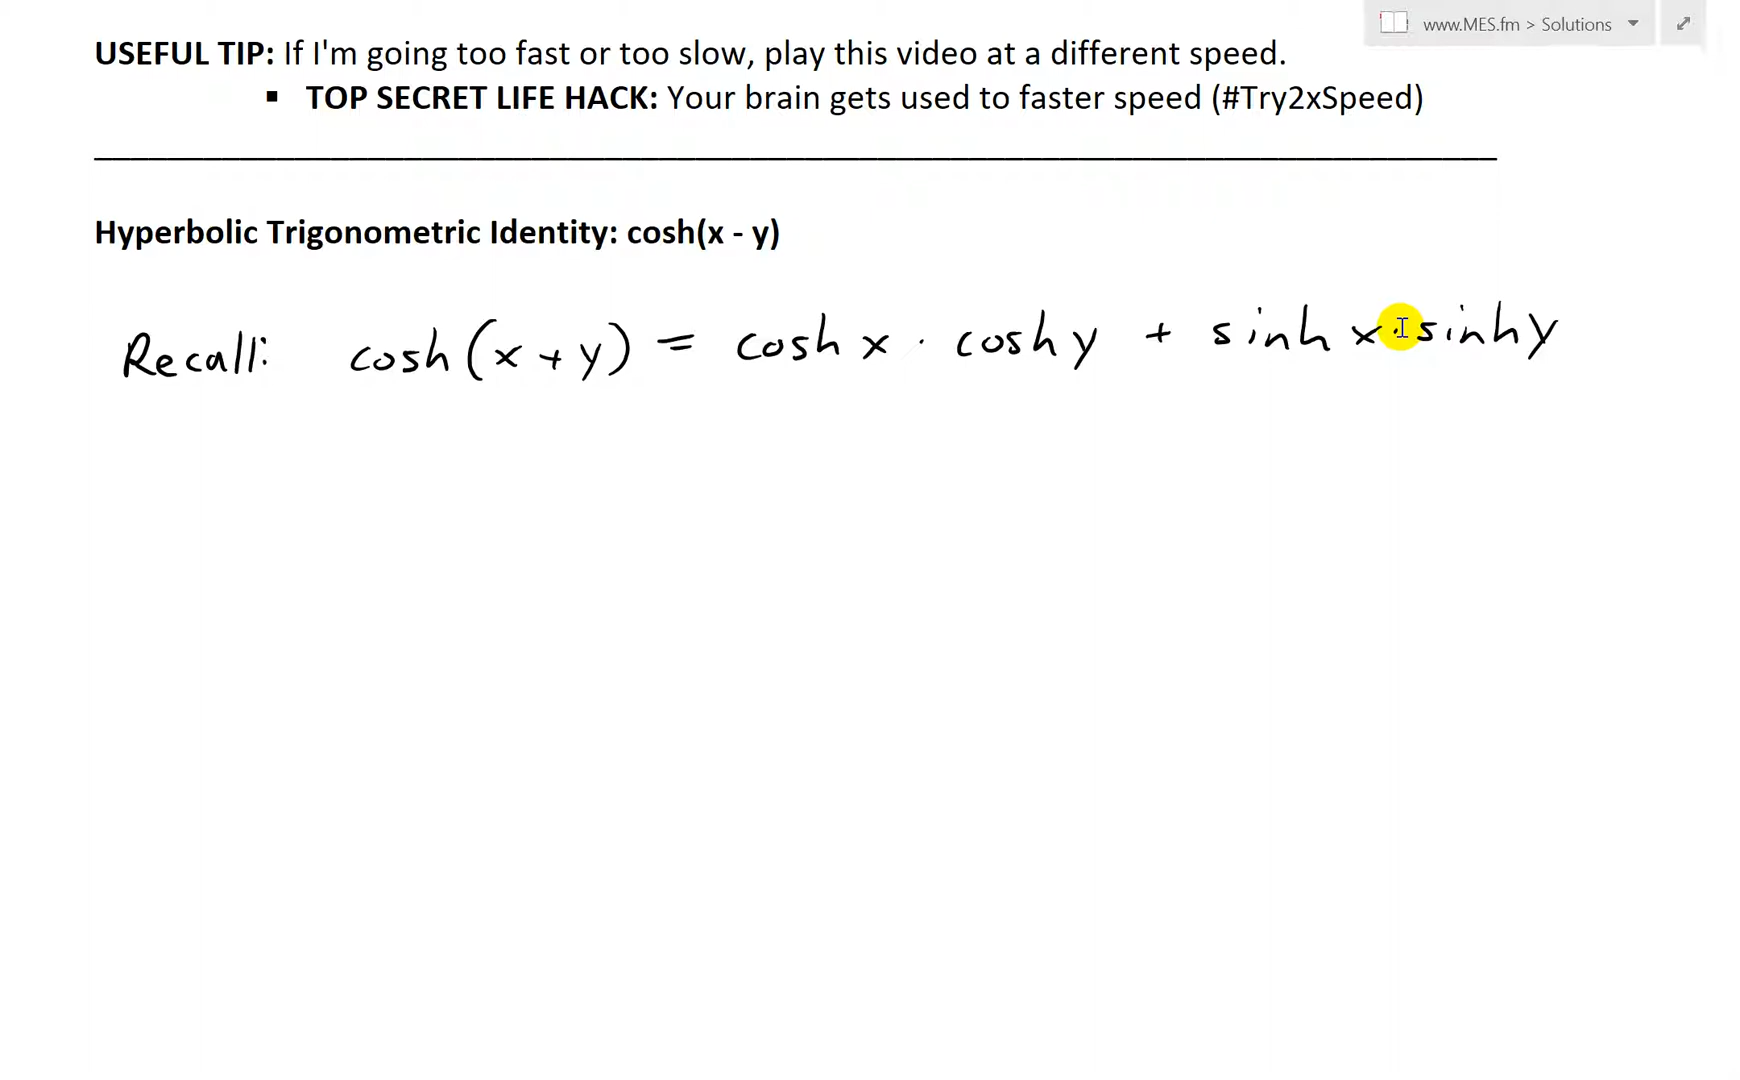 www.MES.fm > Solutions
USEFUL TIP: If I'm going too fast or too slow, play this video at a different speed.
▪ TOP SECRET LIFE HACK: Your brain gets used to faster speed (#Try2xSpeed)
Hyperbolic Trigonometric Identity: cosh(x - y)
Recall: cosh(x + y) = cosh x · cosh y + sinh x · sinh y